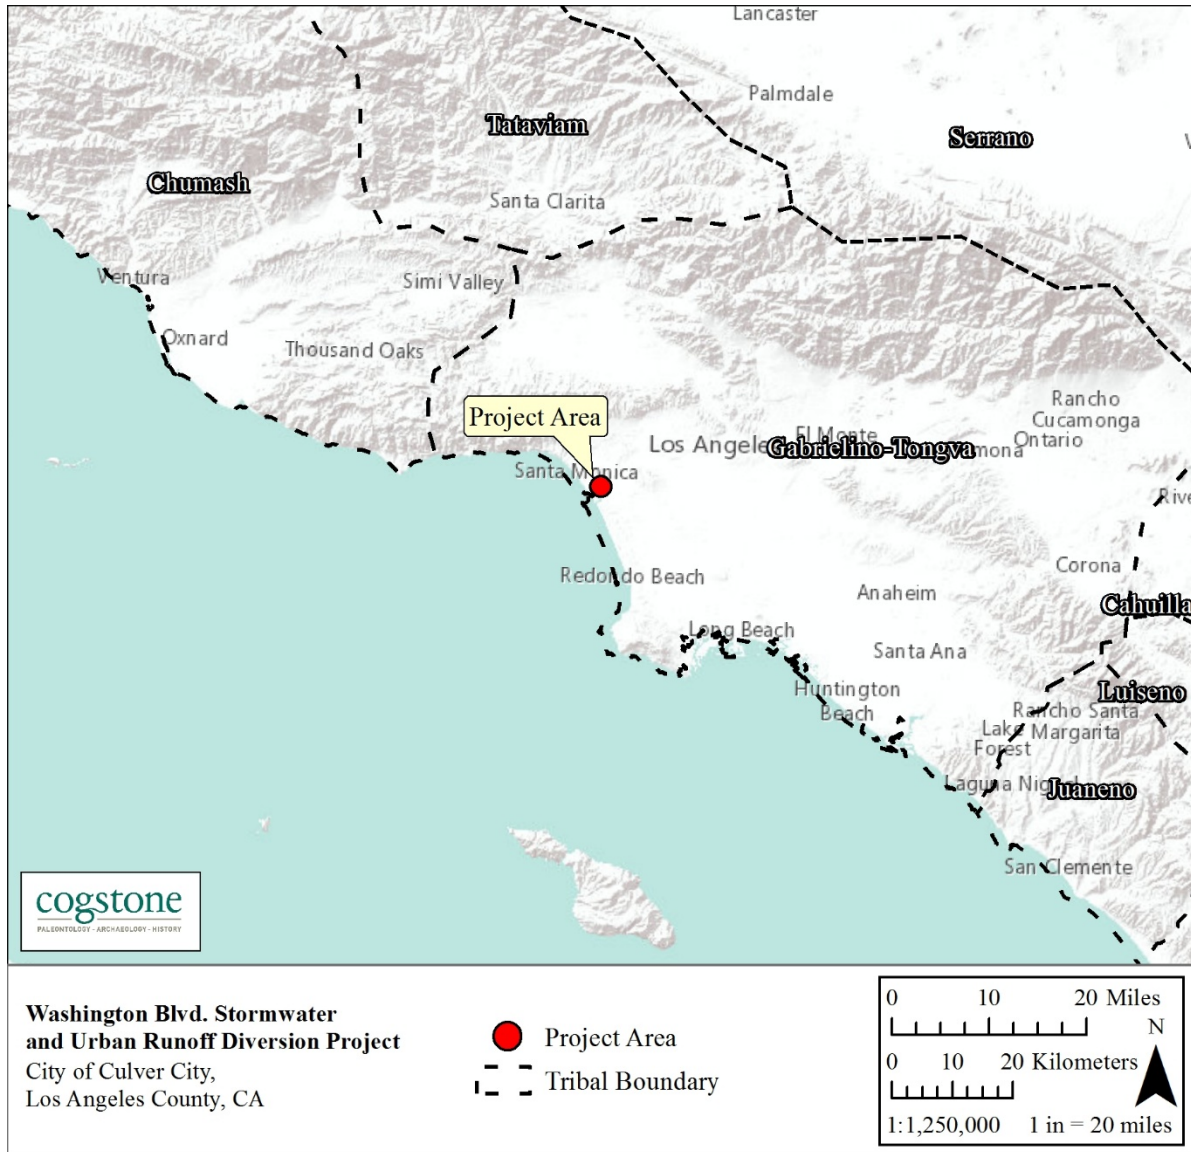 Lancaster
Palmdale
Tataviam
Serrano
Chumash
Santa Clarita
Ventura
Simi Valley
Oxnard
Thousand Oaks
Rancho
Cucamonga
Project Area
Los Angele
El Monte
Ontario
Gabrielino-Tongva
mona
Santa Monica
Rive
Corona
Redondo Beach
Anaheim
Cahuilla
Long Beach
Santa Ana
Huntington
Beach
Luiseno
Rancho Santa
Margarita
Lake
Forest
Laguna Niguel
Juaneno
San Clemente
cogstone
PALEONTOLOGY - ARCHAEOLOGY - HISTORY
Washington Blvd. Stormwater
and Urban Runoff Diversion Project
City of Culver City,
Los Angeles County, CA
Project Area
Tribal Boundary
0 10 20 Miles
N
0 10 20 Kilometers
1:1,250,000 1 in = 20 miles